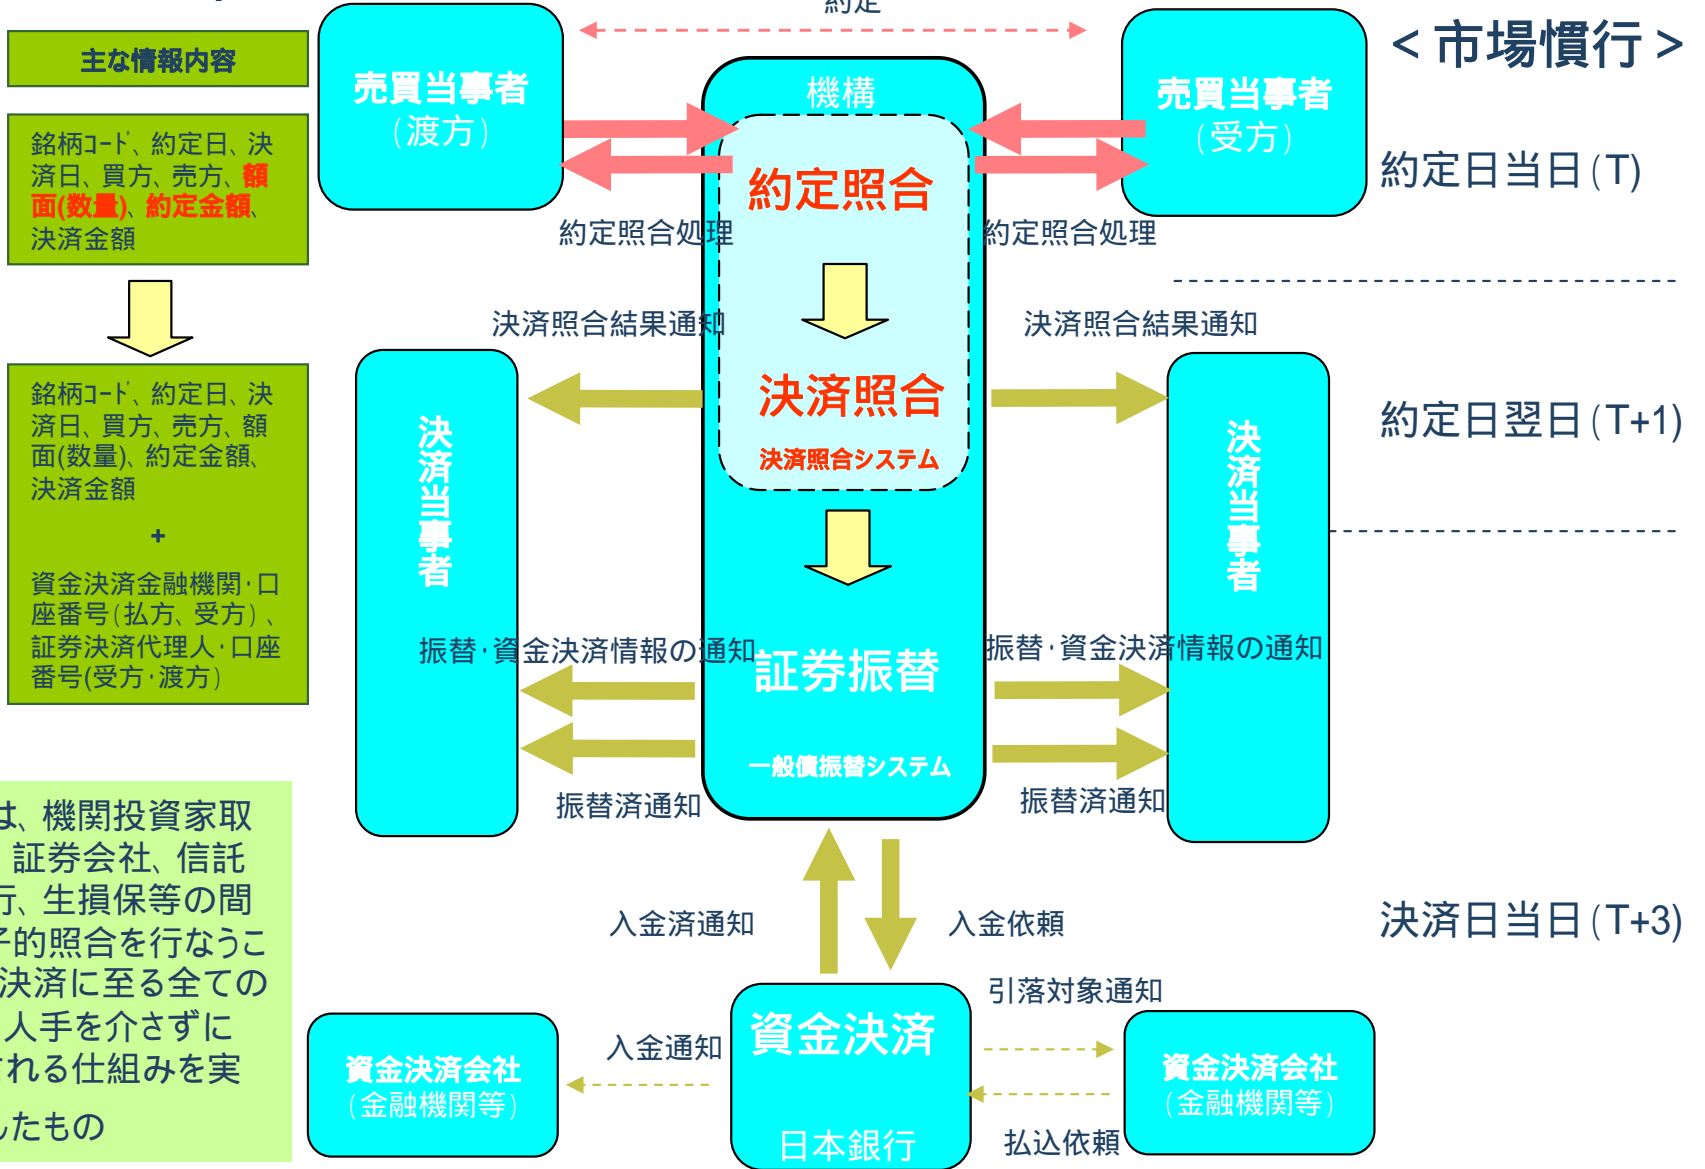 約定
<市場慣行>
主な情報内容
銘柄コード、約定日、決
済日、買方、売方、額
面(数量)、約定金額、
決済金額
売買当事者
(渡方)
機構
売買当事者
(受方)
約定照合
約定照合処理
約定照合処理
約定日当日(T)
決済照合結果通知
決済照合結果通知
決済照合
決済照合システム
約定日翌日(T+1)
銘柄コード、約定日、決
済日、買方、売方、額
面(数量)、約定金額、
決済金額
+
資金決済金融機関・口
座番号(払方、受方)、
証券決済代理人・口座
番号(受方・渡方)
決済当事者
決済当事者
振替・資金決済情報の通知
振替・資金決済情報の通知
証券振替
一般債振替システム
振替済通知
振替済通知
は、機関投資家取
証券会社、信託
行、生損保等の間
子的照合を行なうこ
決済に至る全ての
人手を介さずに
される仕組みを実
したもの
入金済通知
入金依頼
決済日当日(T+3)
資金決済
日本銀行
引落対象通知
入金通知
払込依頼
資金決済会社
(金融機関等)
資金決済会社
(金融機関等)